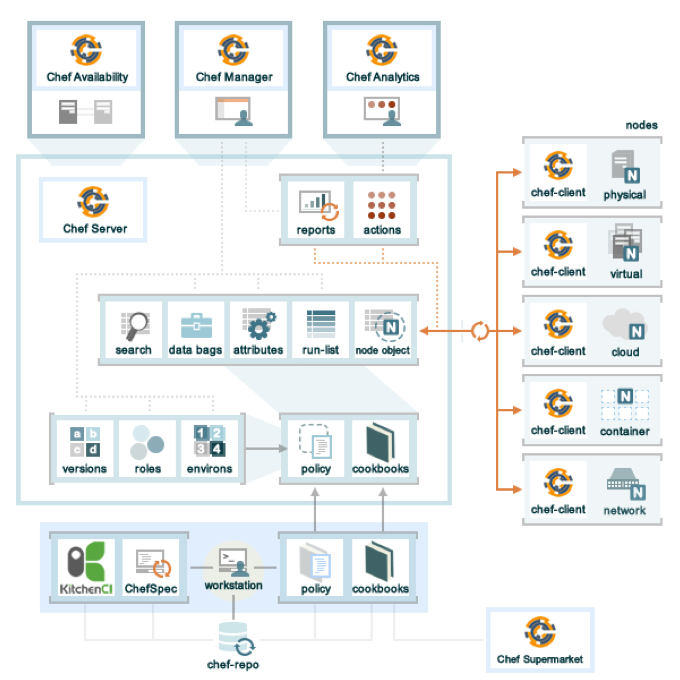 Chef Availability
Chef Manager
Chef Analytics
nodes
Chef Server
reports
actions
chef-client
physical
N
chef-client
virtual
N
search
data bags
attributes
run-list
node object
N
chef-client
cloud
N
chef-client
container
N
a b
c d
versions
roles
1 2
3 4
environs
policy
cookbooks
chef-client
network
N
KitchenCI
ChefSpec
>_
workstation
policy
cookbooks
chef-repo
Chef Supermarket